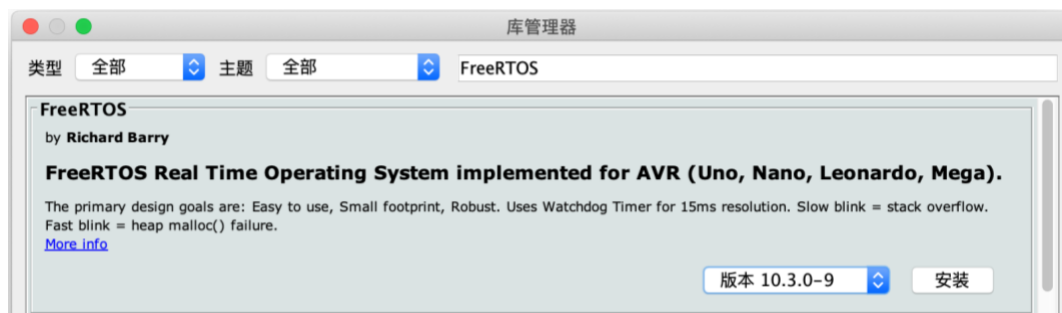 库管理器
类型 全部 主题 全部 FreeRTOS
FreeRTOS
by Richard Barry
FreeRTOS Real Time Operating System implemented for AVR (Uno, Nano, Leonardo, Mega).
The primary design goals are: Easy to use, Small footprint, Robust. Uses Watchdog Timer for 15ms resolution. Slow blink = stack overflow.
Fast blink = heap malloc() failure.
More info
版本 10.3.0-9 安装